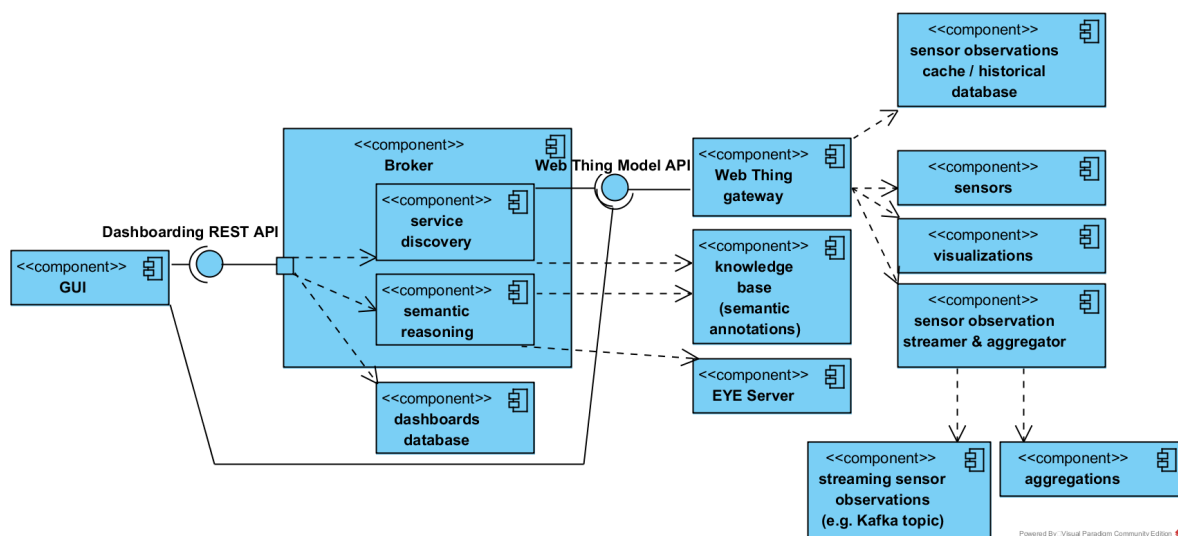 <<component>>
sensor observations
cache / historical
database
<<component>>
Broker
Web Thing Model API
<<component>>
Web Thing
gateway
<<component>>
sensors
<<component>>
service
discovery
<<component>>
visualizations
Dashboarding REST API
<<component>>
GUI
<<component>>
knowledge
base
(semantic
annotations)
<<component>>
semantic
reasoning
<<component>>
sensor observation
streamer & aggregator
<<component>>
EYE Server
<<component>>
dashboards
database
<<component>>
streaming sensor
observations
(e.g. Kafka topic)
<<component>>
aggregations
Powered By Visual Paradigm Community Edition